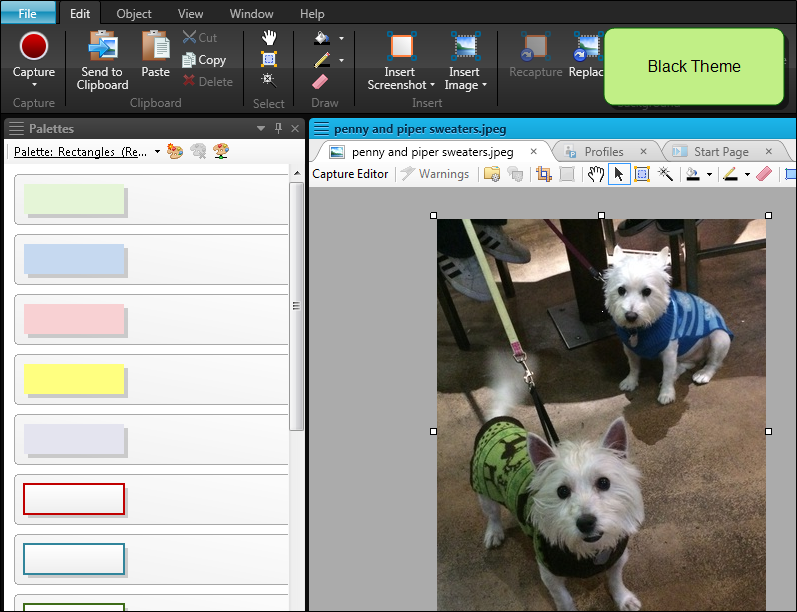 File Edit Object View Window Help
Capture
Send to Clipboard
Paste
Cut
Copy
Delete
Insert Screenshot
Insert Image
Recapture
Replac
Black Theme
Capture Clipboard Select Draw Insert
Palettes
penny and piper sweaters.jpeg
Palette: Rectangles (Re...
penny and piper sweaters.jpeg Profiles Start Page
Capture Editor Warnings